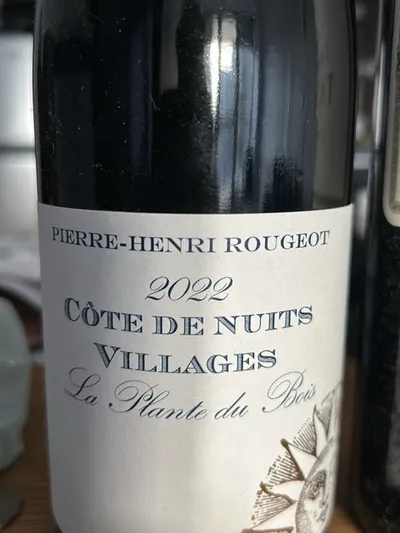 PIERRE-HENRI ROUGEOT
2022
CÔTE DE NUITS
VILLAGES
La Plante du Bois